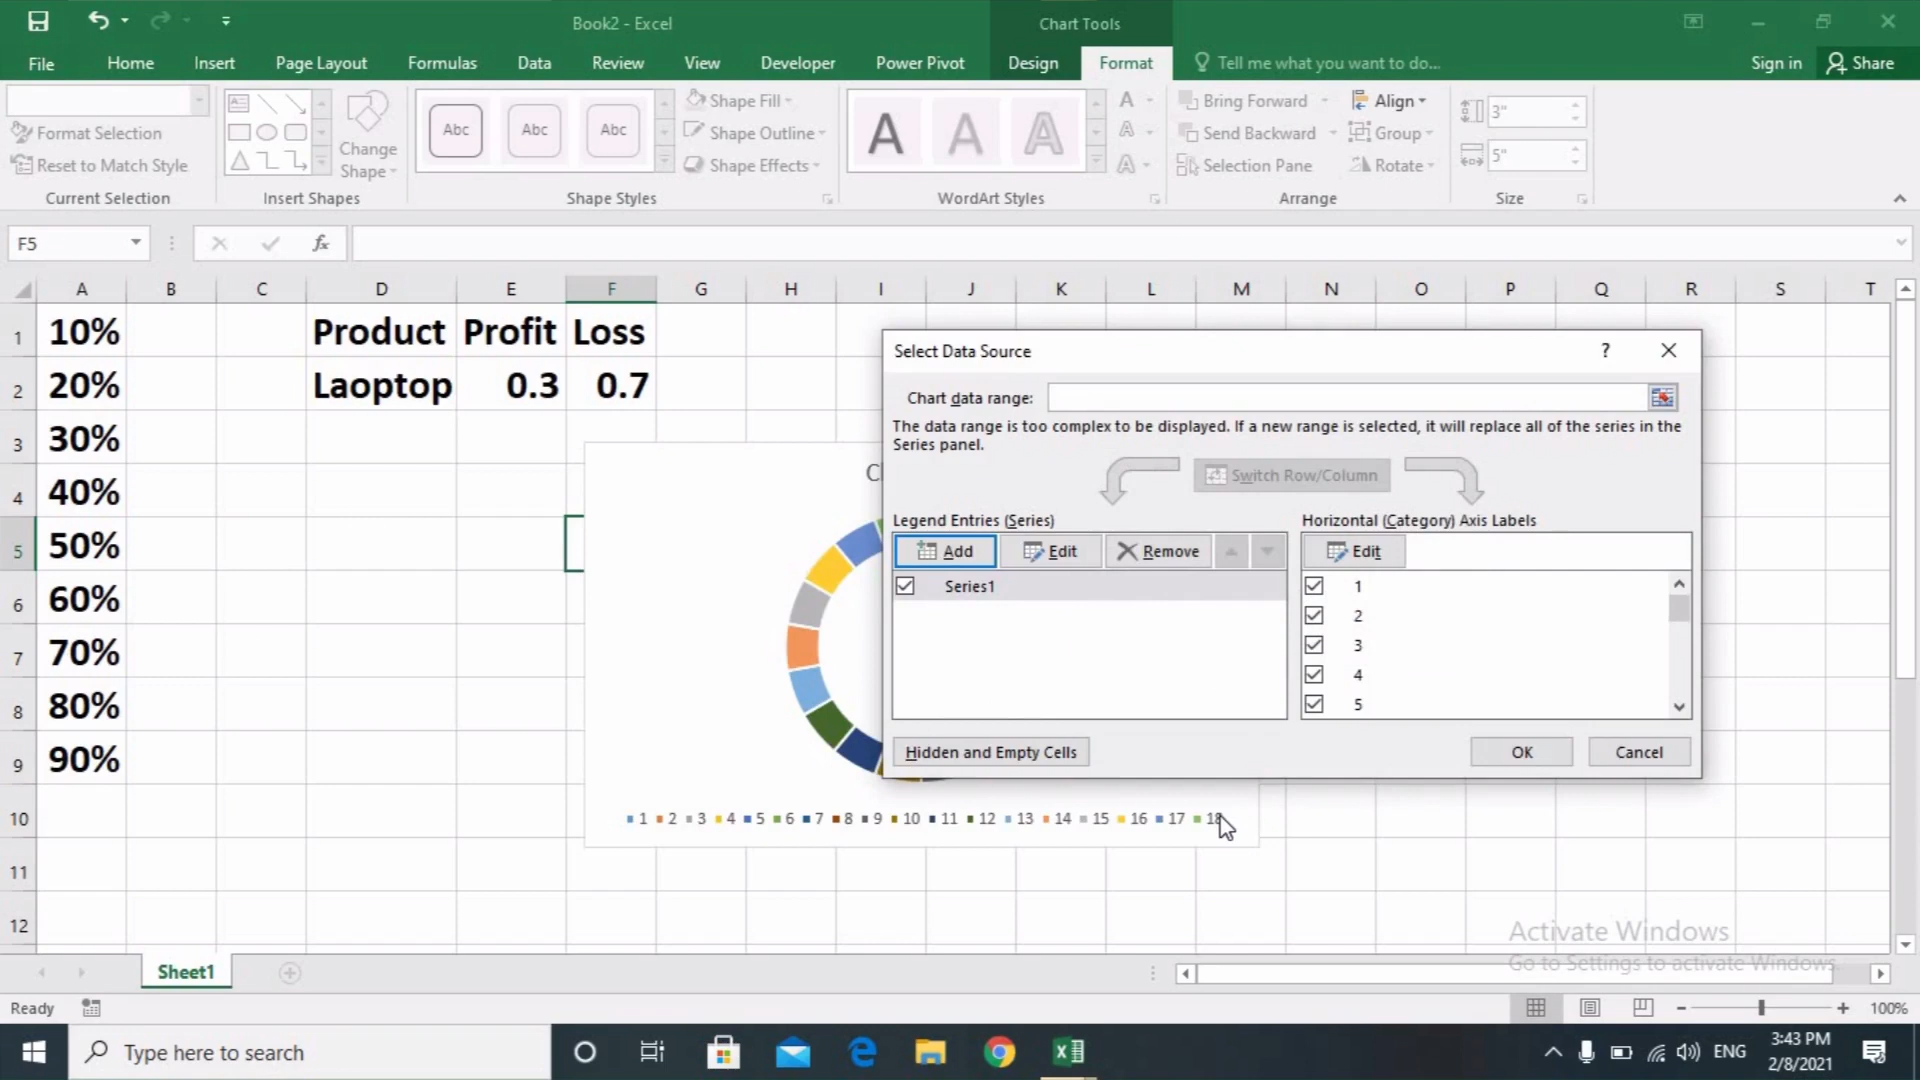 Book2 - Excel
Chart Tools
File Home Insert Page Layout Formulas Data Review View Developer Power Pivot Design Format Tell me what you want to do... Sign in Share
Format Selection
Reset to Match Style
Current Selection
Change
Shape
Insert Shapes
Abc Abc Abc
Shape Fill
Shape Outline
Shape Effects
Shape Styles
A A A
WordArt Styles
Bring Forward
Send Backward
Selection Pane
Align
Group
Rotate
Arrange
3"
5"
Size
F5
fx
A B C D E F G H I J K L M N O P Q R S T
1 10% Product Profit Loss
2 20% Laoptop 0.3 0.7
3 30%
4 40%
5 50%
6 60%
7 70%
8 80%
9 90%
10
11
12
Select Data Source
?
Chart data range:
The data range is too complex to be displayed. If a new range is selected, it will replace all of the series in the
Series panel.
Switch Row/Column
Legend Entries (Series)
Add Edit Remove
Series1
Horizontal (Category) Axis Labels
Edit
1
2
3
4
5
Hidden and Empty Cells
OK Cancel
1 2 3 4 5 6 7 8 9 10 11 12 13 14 15 16 17 18
Activate Windows
Go to Settings to activate Windows.
Sheet1
Ready
100%
Type here to search
ENG
3:43 PM
2/8/2021